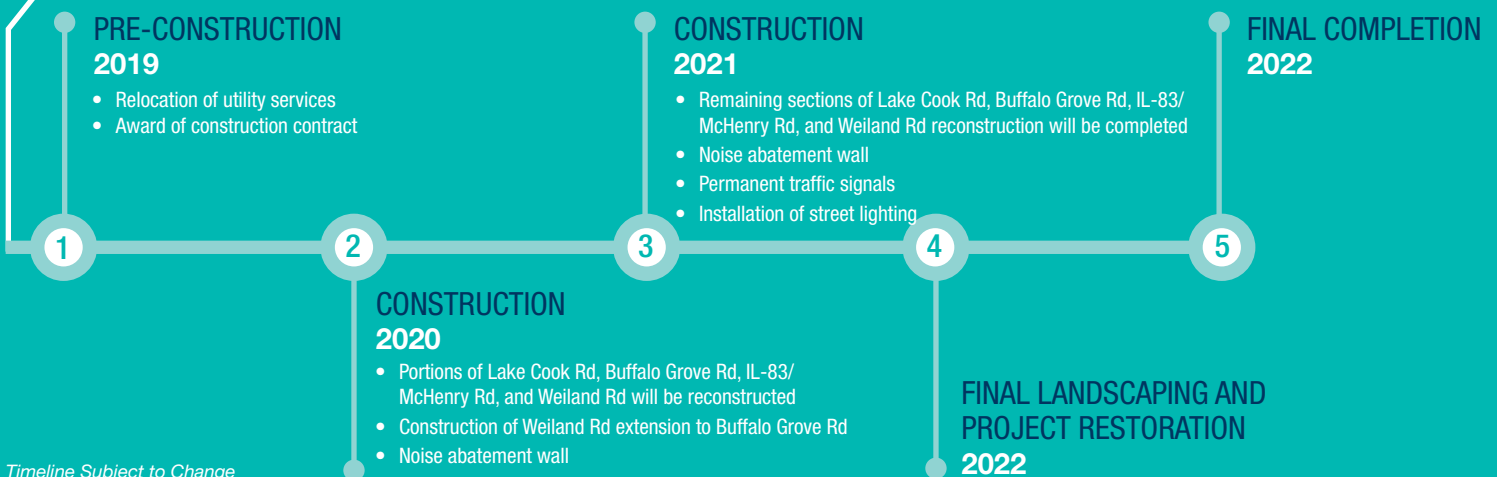 PRE-CONSTRUCTION
2019
• Relocation of utility services
• Award of construction contract
CONSTRUCTION
2021
• Remaining sections of Lake Cook Rd, Buffalo Grove Rd, IL-83/
McHenry Rd, and Weiland Rd reconstruction will be completed
• Noise abatement wall
• Permanent traffic signals
• Installation of street lighting
FINAL COMPLETION
2022
1
2
3
4
5
CONSTRUCTION
2020
• Portions of Lake Cook Rd, Buffalo Grove Rd, IL-83/
McHenry Rd, and Weiland Rd will be reconstructed
• Construction of Weiland Rd extension to Buffalo Grove Rd
• Noise abatement wall
FINAL LANDSCAPING AND
PROJECT RESTORATION
2022
Timeline Subject to Change